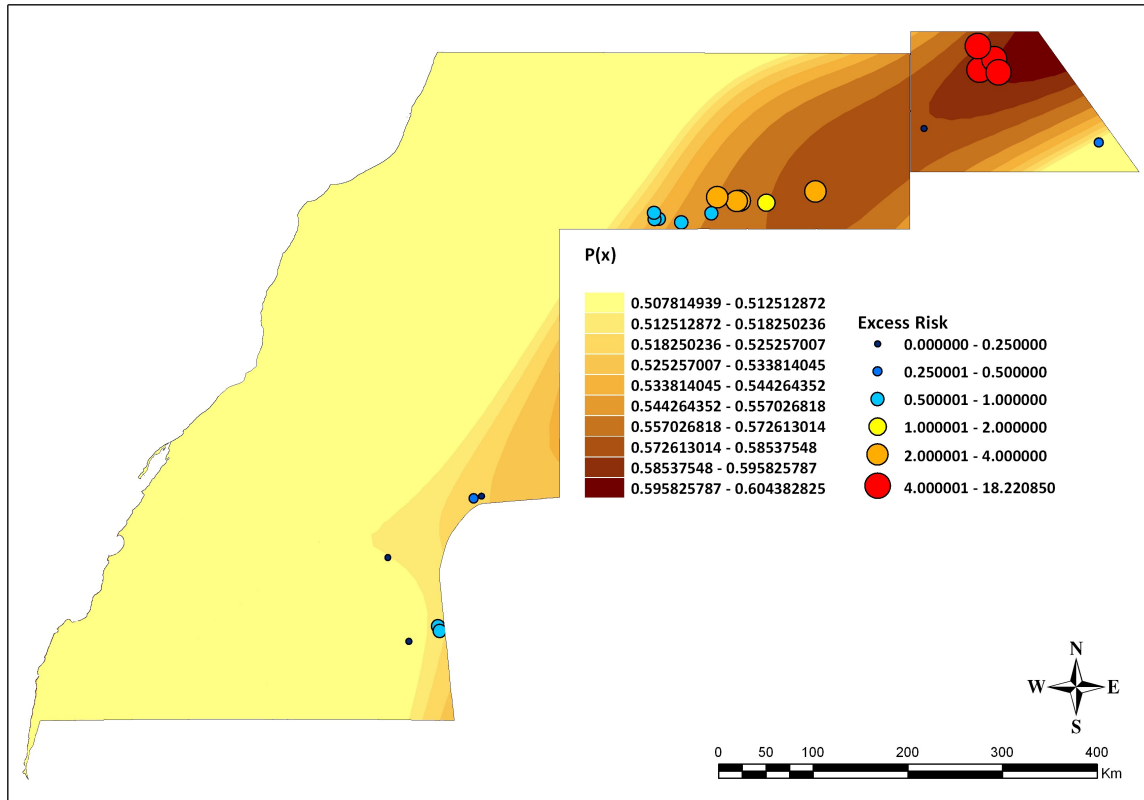 P(x)
0.507814939 - 0.512512872
0.512512872 - 0.518250236
0.518250236 - 0.525257007
0.525257007 - 0.533814045
0.533814045 - 0.544264352
0.544264352 - 0.557026818
0.557026818 - 0.572613014
0.572613014 - 0.58537548
0.58537548 - 0.595825787
0.595825787 - 0.604382825
Excess Risk
0.000000 - 0.250000
0.250001 - 0.500000
0.500001 - 1.000000
1.000001 - 2.000000
2.000001 - 4.000000
4.000001 - 18.220850
N
W E
S
0 50 100 200 300 400
Km